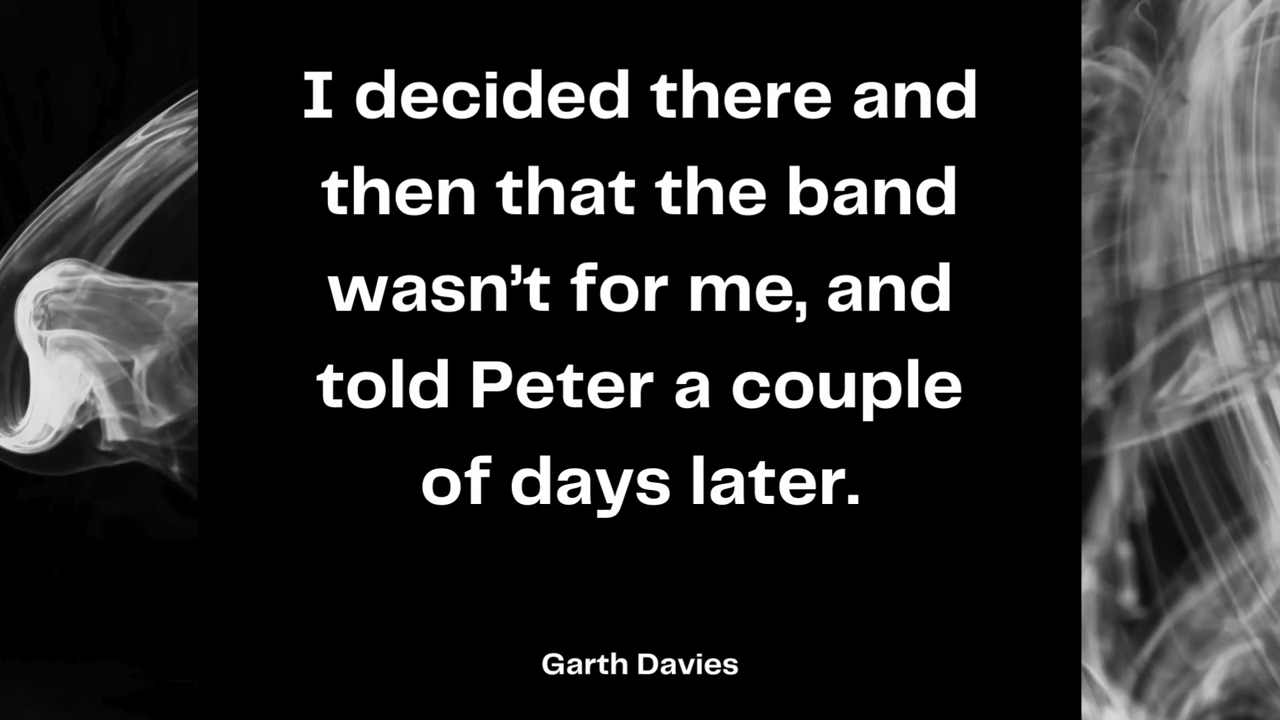 I decided there and
then that the band
wasn’t for me, and
told Peter a couple
of days later.
Garth Davies